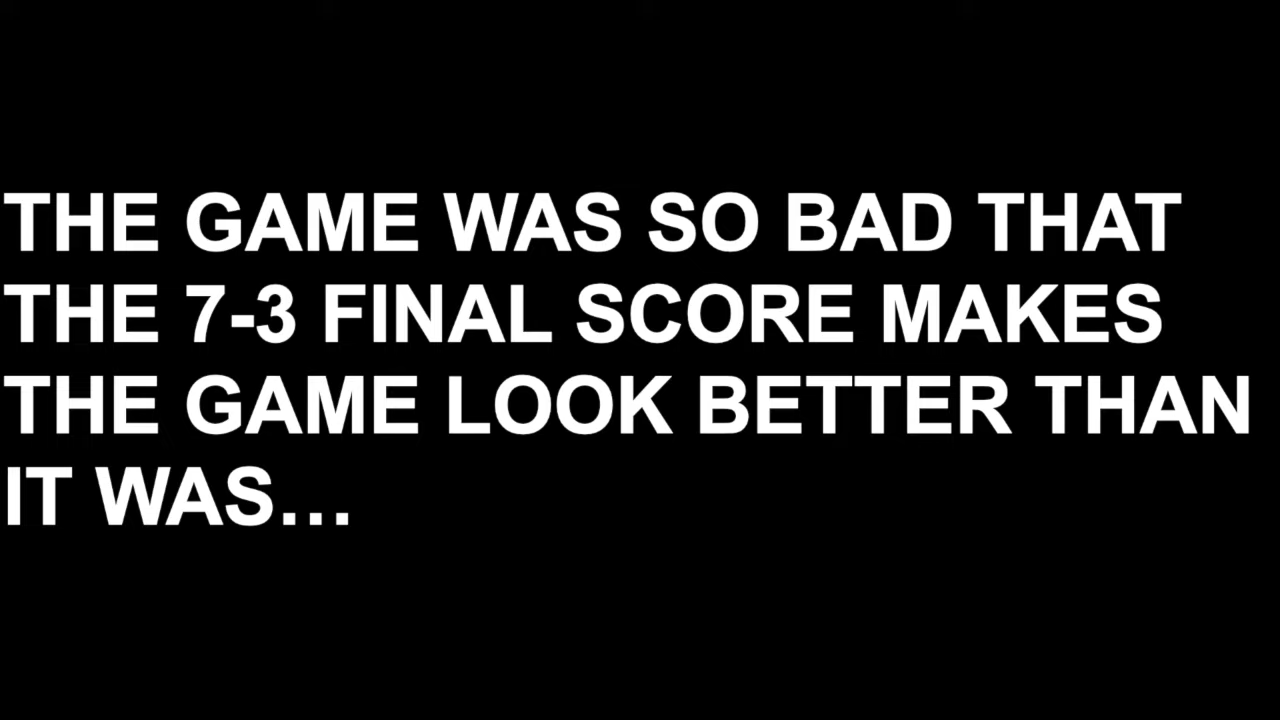 THE GAME WAS SO BAD THAT
THE 7-3 FINAL SCORE MAKES
THE GAME LOOK BETTER THAN
IT WAS...